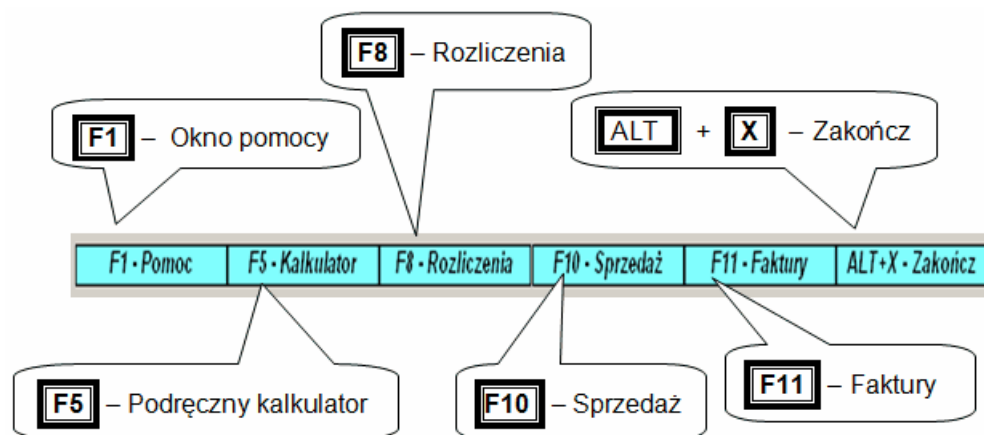 F8 – Rozliczenia
F1 – Okno pomocy
ALT + X – Zakończ
F1 - Pomoc F5 - Kalkulator F8 - Rozliczenia F10 - Sprzedaż F11 - Faktury ALT+X - Zakończ
F5 – Podręczny kalkulator
F10 – Sprzedaż
F11 – Faktury